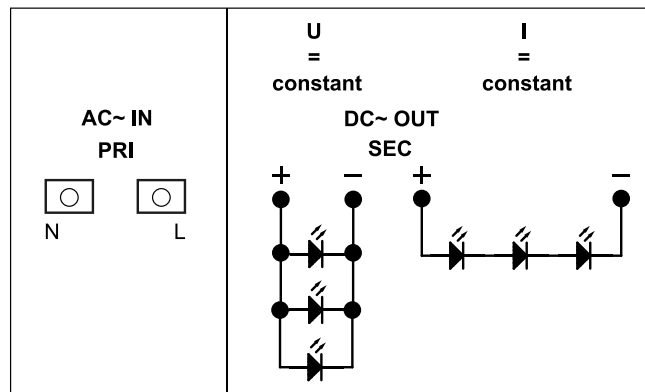 AC~ IN
PRI
N L
U
=
constant
I
=
constant
DC~ OUT
SEC
+ − + −